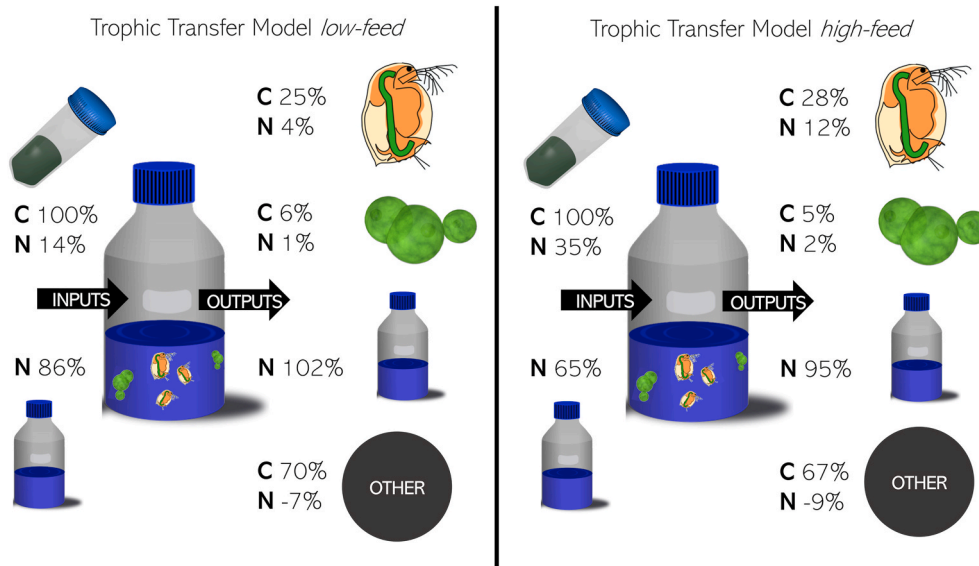 Trophic Transfer Model low-feed
C 25%
N 4%
C 100%
N 14%
C 6%
N 1%
INPUTS
OUTPUTS
N 86%
N 102%
C 70%
N -7%
OTHER
Trophic Transfer Model high-feed
C 28%
N 12%
C 100%
N 35%
C 5%
N 2%
INPUTS
OUTPUTS
N 65%
N 95%
C 67%
N -9%
OTHER